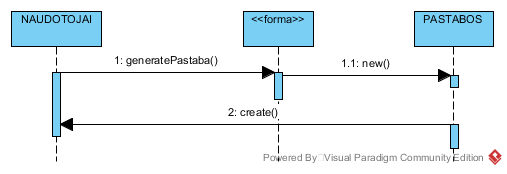 NAUDOTOJAI
<<forma>>
PASTABOS
1: generatePastaba()
1.1: new()
2: create()
Powered By Visual Paradigm Community Edition